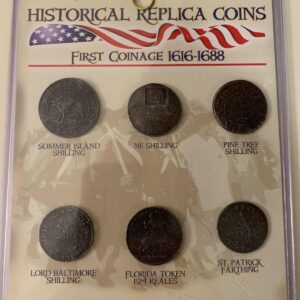 HISTORICAL REPLICA COINS
FIRST COINAGE 1616-1688
SOMMER ISLAND
SHILLING
NE SHILLING
PINE TREE
SHILLING
LORD BALTIMORE
SHILLING
FLORIDA TOKEN
1/24 REALES
ST. PATRICK
FARTHING